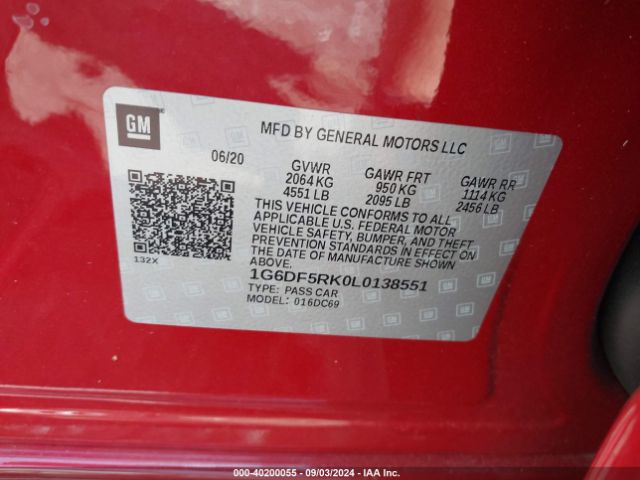 GM
MFD BY GENERAL MOTORS LLC
06/20
GVWR
2064 KG
4551 LB
GAWR FRT
950 KG
2095 LB
GAWR RR
1114 KG
2456 LB
THIS VEHICLE CONFORMS TO ALL
APPLICABLE U.S. FEDERAL MOTOR
VEHICLE SAFETY, BUMPER, AND THEFT
PREVENTION STANDARDS IN EFFECT ON
THE DATE OF MANUFACTURE SHOWN
ABOVE.
132X
1G6DF5RK0L0138551
TYPE: PASS CAR
MODEL: 016DC69
000-40200055 - 09/03/2024 - IAA Inc.